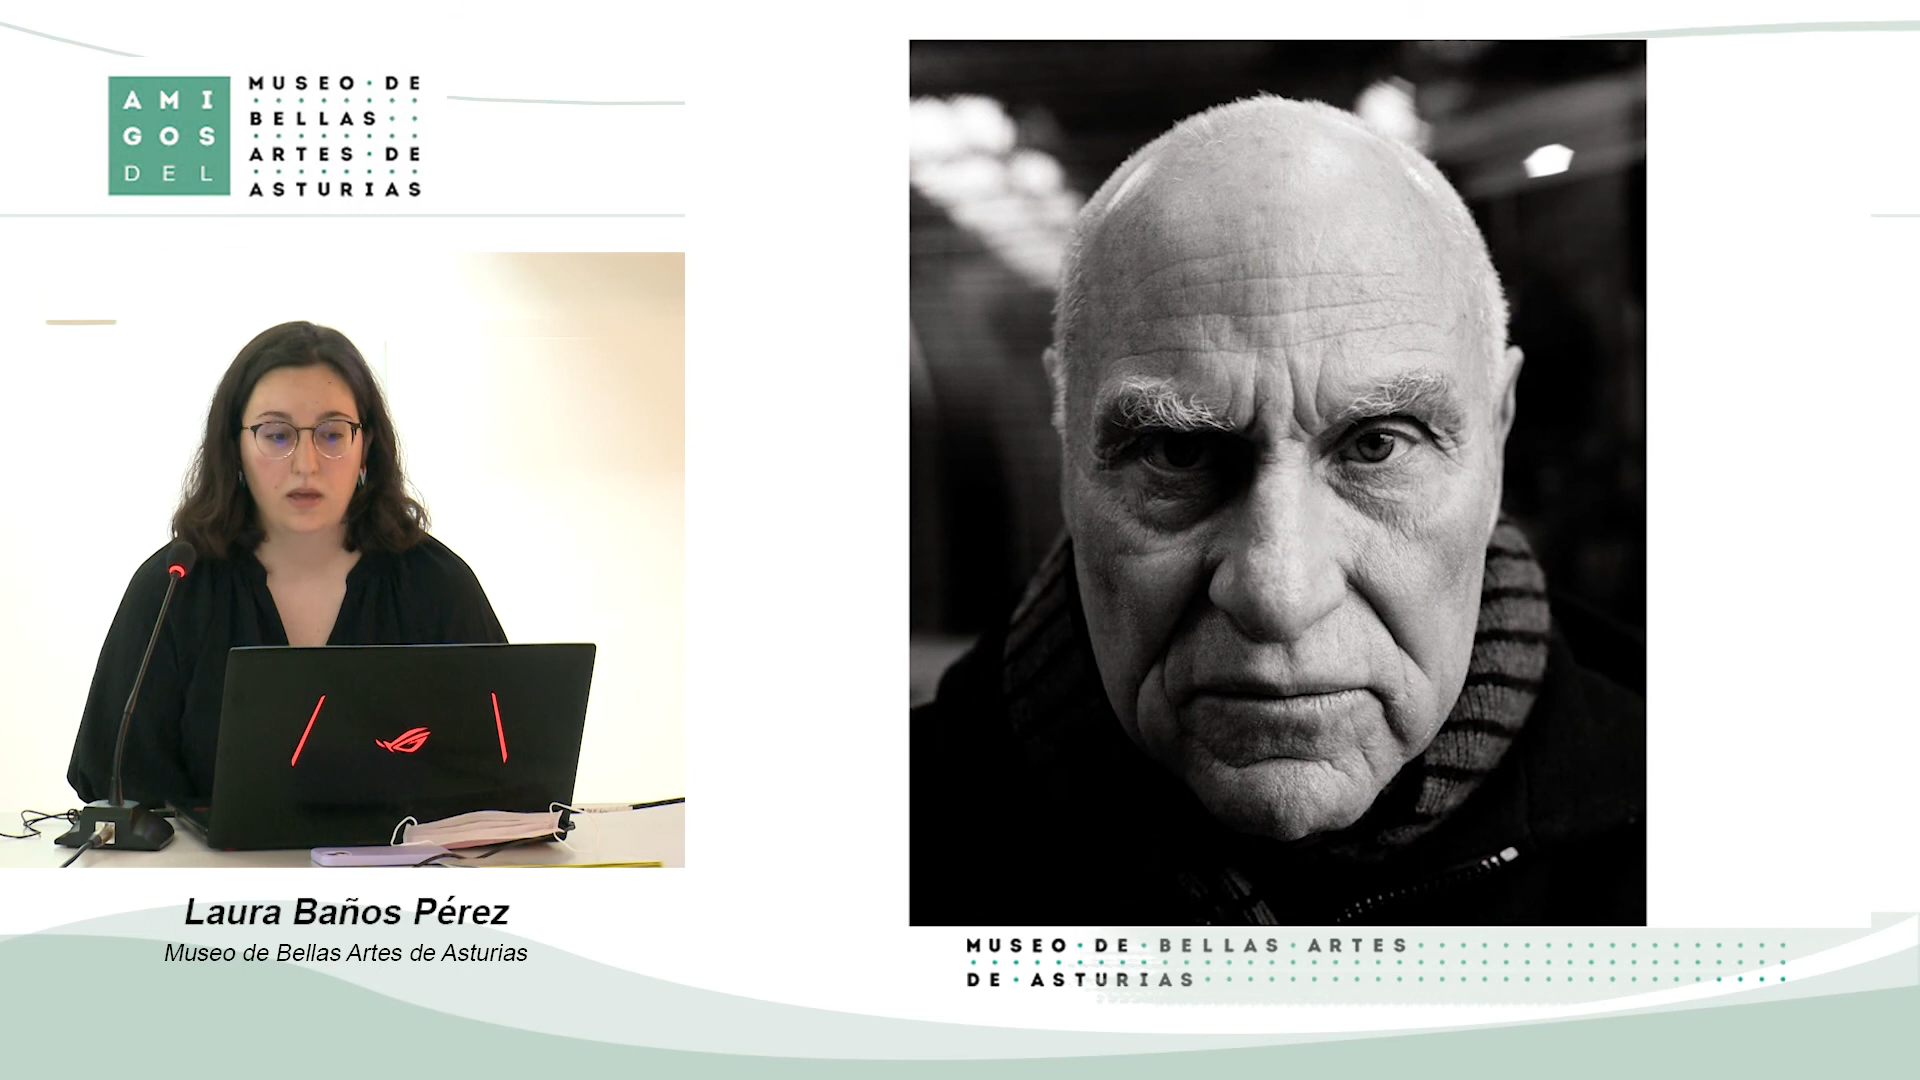 AMI
GOS
DEL
MUSEO·DE
BELLAS
ARTES·DE
ASTURIAS
Laura Baños Pérez
Museo de Bellas Artes de Asturias
MUSEO·DE·BELLAS·ARTES
DE·ASTURIAS